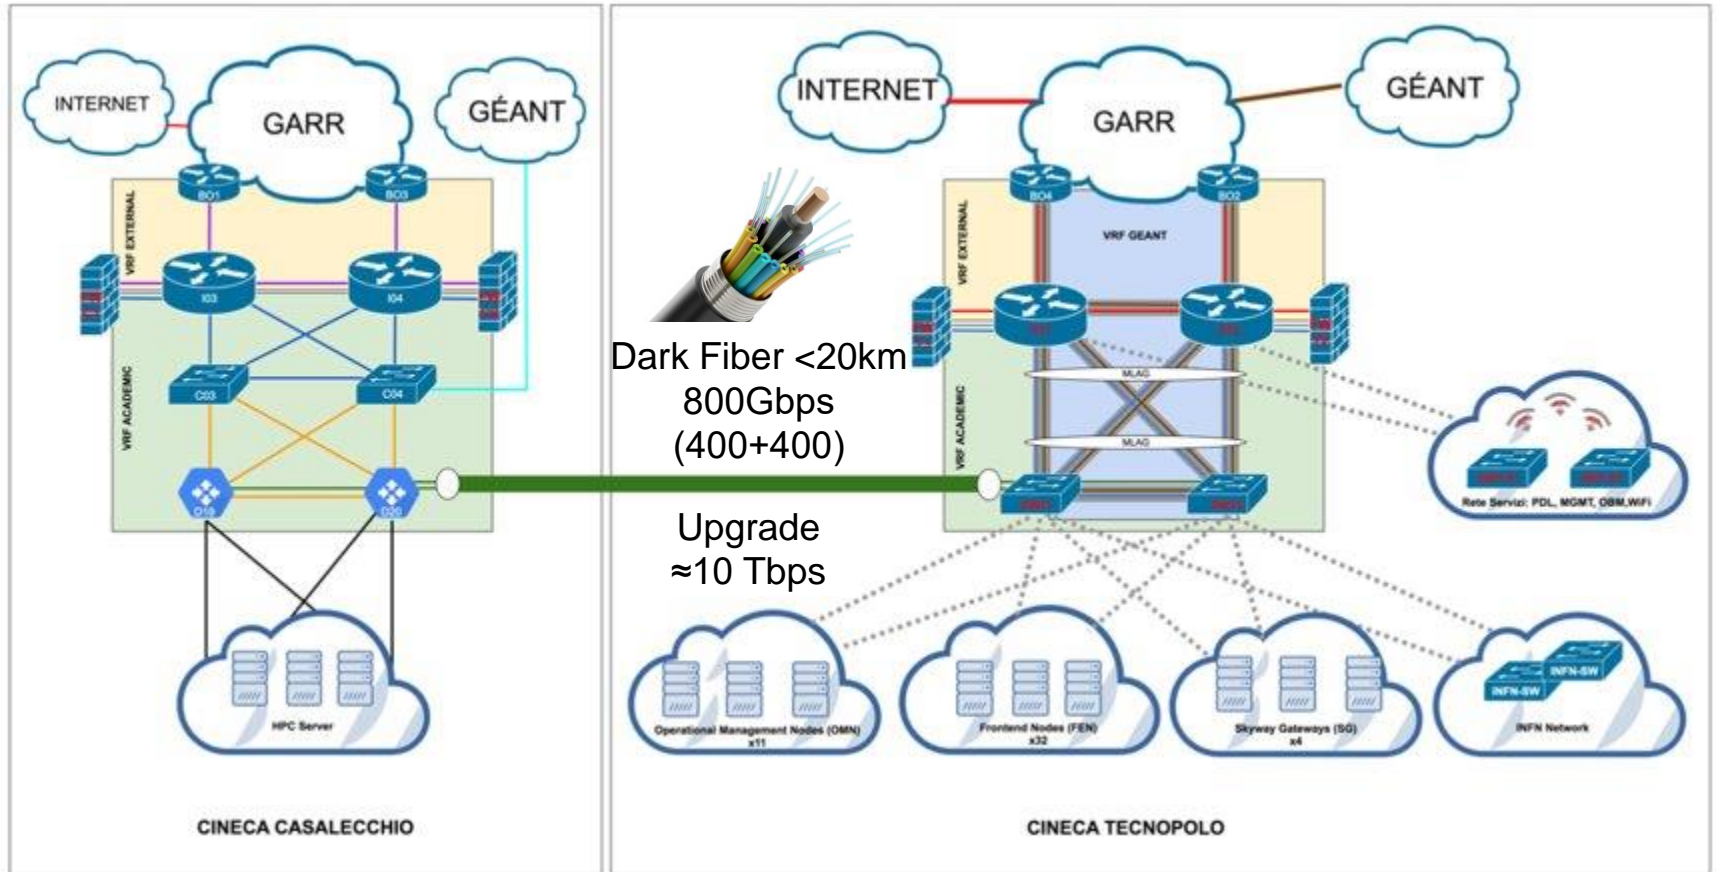 INTERNET
GARR
GÉANT
BO1
BO3
VRF EXTERNAL
I03
I04
VRF ACADEMIC
C03
C04
D19
D20
HPC Server
CINECA CASALECCHIO
Dark Fiber <20km
800Gbps
(400+400)
Upgrade
≈10 Tbps
INTERNET
GARR
GÉANT
BO4
BO2
VRF EXTERNAL
VRF GEANT
MLAG
VRF ACADEMIC
MLAG
Rete Servizi: PDL, MGMT, OBM,WiFi
Operational Management Nodes (OMN)
x11
Frontend Nodes (FEN)
x32
Skyway Gateways (SG)
x4
INFN-SW
INFN-SW
INFN Network
CINECA TECNOPOLO